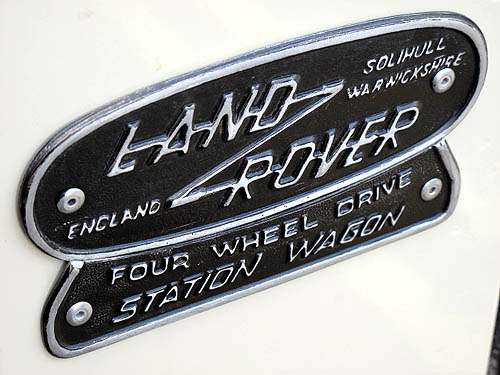 SOLIHULL
WARWICKSHIRE
LAND
ROVER
ENGLAND
FOUR WHEEL DRIVE
STATION WAGON